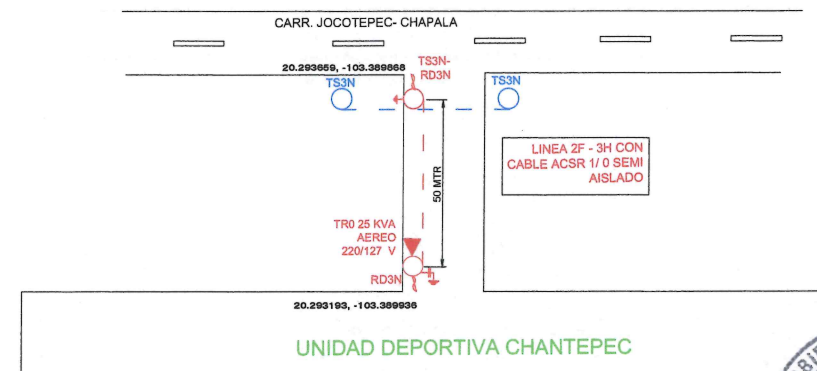 CARR. JOCOTEPEC- CHAPALA
20.293659, -103.389868
TS3N-
RD3N
TS3N
TS3N
LINEA 2F - 3H CON
CABLE ACSR 1/ 0 SEMI
AISLADO
50 MTR
TR0 25 KVA
AEREO
220/127 V
RD3N
20.293193, -103.389936
UNIDAD DEPORTIVA CHANTEPEC